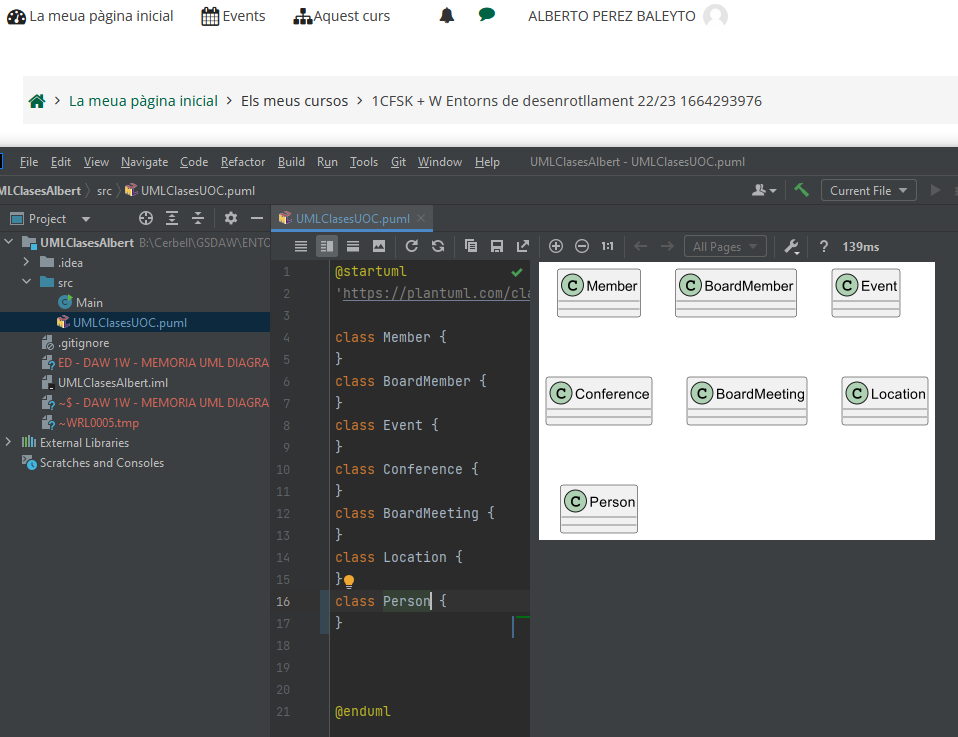 La meua pàgina inicial Events Aquest curs ALBERTO PEREZ BALEYTO
La meua pàgina inicial > Els meus cursos > 1CFSK + W Entorns de desenrotllament 22/23 1664293976
File Edit View Navigate Code Refactor Build Run Tools Git Window Help UMLClasesAlbert - UMLClasesUOC.puml
MLClasesAlbert src UMLClasesUOC.puml Current File
Project UMLClasesUOC.puml
1:1 All Pages ? 139ms
UMLClasesAlbert B:\Cerbell\GSDAW\ENTO
.idea
src
Main
UMLClasesUOC.puml
.gitignore
ED - DAW 1W - MEMORIA UML DIAGRA
UMLClasesAlbert.iml
~$ - DAW 1W - MEMORIA UML DIAGRA
~WRL0005.tmp
External Libraries
Scratches and Consoles
1 @startuml
2 'https://plantuml.com/cla
3
4 class Member {
5 }
6 class BoardMember {
7 }
8 class Event {
9 }
10 class Conference {
11 }
12 class BoardMeeting {
13 }
14 class Location {
15 }
16 class Person {
17 }
18
19
20
21 @enduml
C Member C BoardMember C Event
C Conference C BoardMeeting C Location
C Person